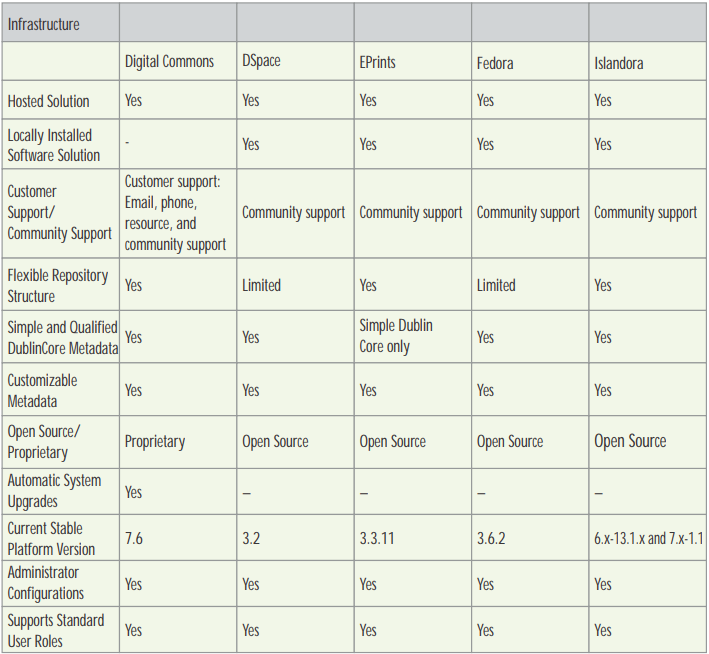 Infrastructure
Digital Commons DSpace EPrints Fedora Islandora
Hosted Solution Yes Yes Yes Yes Yes
Locally Installed
Software Solution - Yes Yes Yes Yes
Customer
Support/
Community Support
Customer support:
Email, phone,
resource, and
community support
Community support Community support Community support Community support
Flexible Repository
Structure Yes Limited Yes Limited Yes
Simple and Qualified
DublinCore Metadata Yes Yes
Simple Dublin
Core only
Yes Yes
Customizable
Metadata Yes Yes Yes Yes Yes
Open Source/
Proprietary Proprietary Open Source Open Source Open Source Open Source
Automatic System
Upgrades Yes – – – –
Current Stable
Platform Version 7.6 3.2 3.3.11 3.6.2 6.x-13.1.x and 7.x-1.1
Administrator
Configurations Yes Yes Yes Yes Yes
Supports Standard
User Roles Yes Yes Yes Yes Yes